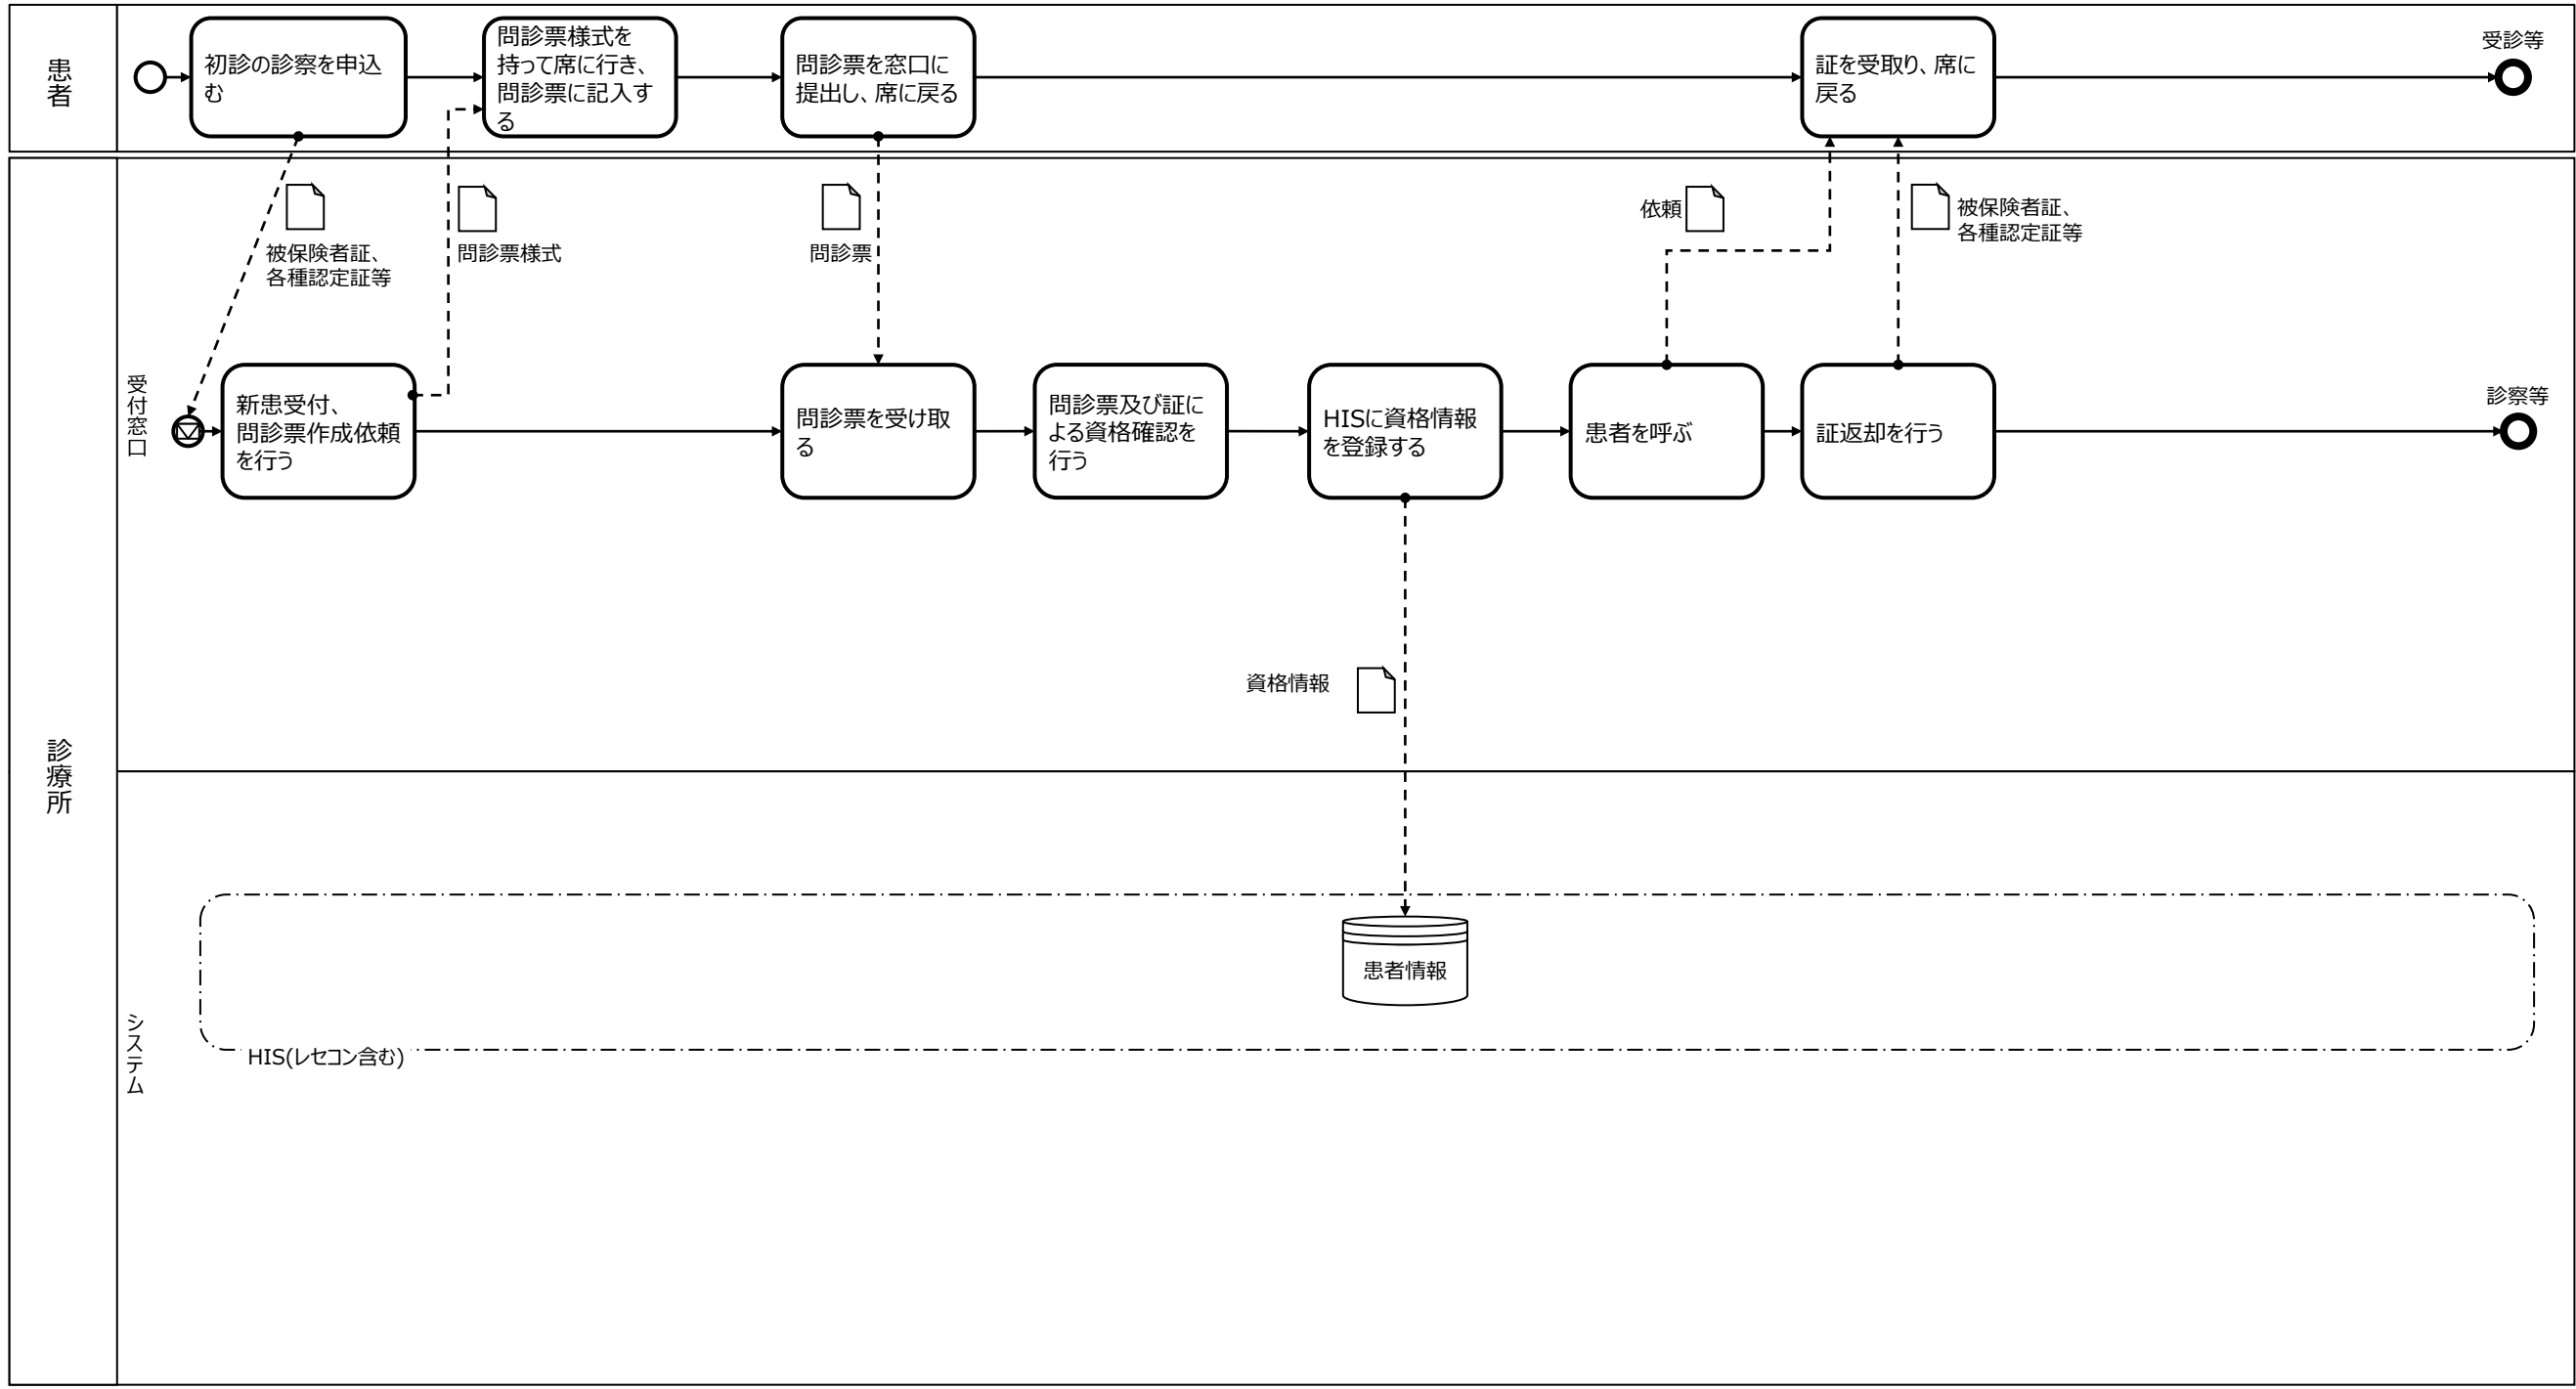 患者
初診の診察を申込
む
問診票様式を
持って席に行き、
問診票に記入す
る
問診票を窓口に
提出し、席に戻る
証を受取り、席に
戻る
受診等
診療所
受付窓口
被保険者証、
各種認定証等
問診票様式
問診票
依頼
被保険者証、
各種認定証等
新患受付、
問診票作成依頼
を行う
問診票を受け取
る
問診票及び証に
よる資格確認を
行う
HISに資格情報
を登録する
患者を呼ぶ
証返却を行う
診察等
資格情報
システム
患者情報
HIS(レセコン含む)